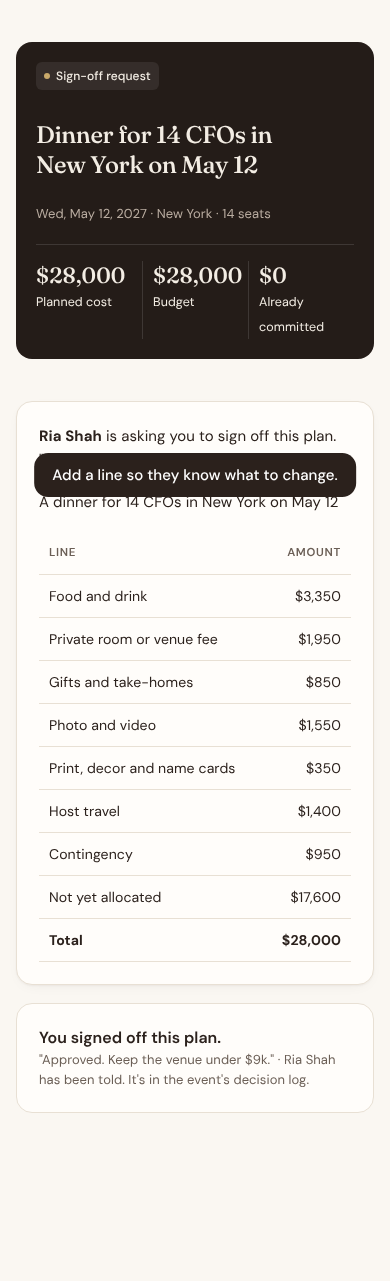 Sign-off request
Dinner for 14 CFOs in
New York on May 12
Wed, May 12, 2027 · New York · 14 seats
$28,000 $28,000 $0
Planned cost Budget Already
committed
Ria Shah is asking you to sign off this plan.
Add a line so they know what to change.
A dinner for 14 CFOs in New York on May 12
LINE AMOUNT
Food and drink $3,350
Private room or venue fee $1,950
Gifts and take-homes $850
Photo and video $1,550
Print, decor and name cards $350
Host travel $1,400
Contingency $950
Not yet allocated $17,600
Total $28,000
You signed off this plan.
"Approved. Keep the venue under $9k." · Ria Shah
has been told. It's in the event's decision log.